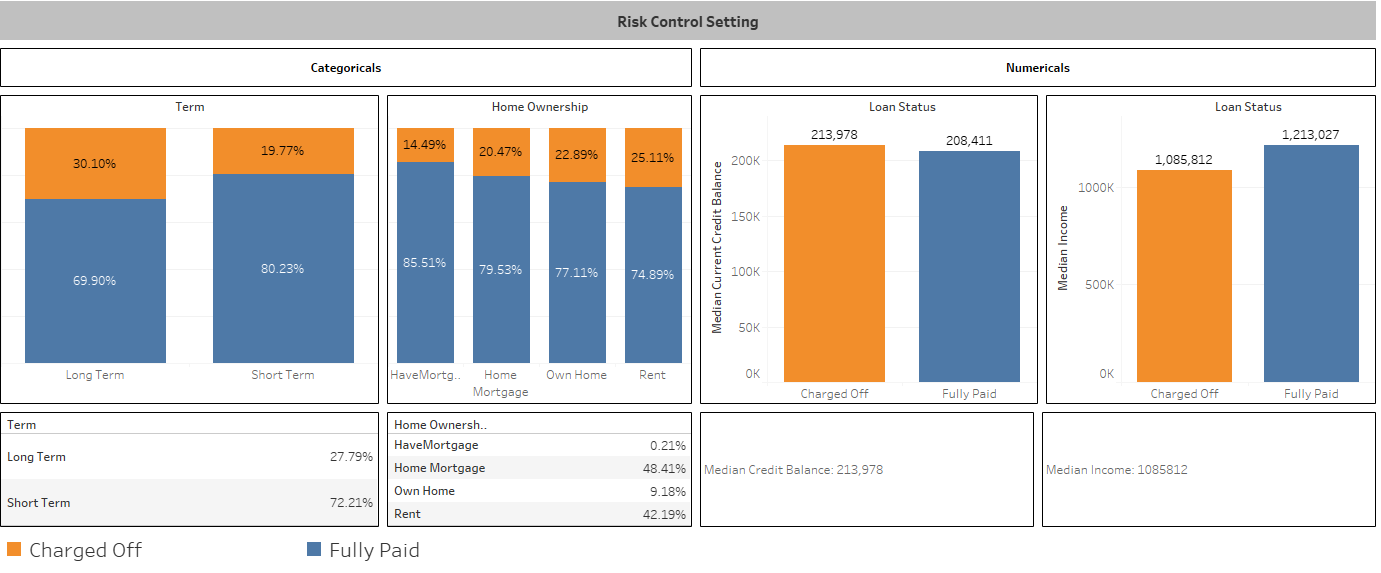 Risk Control Setting
Categoricals
Numericals
Term
30.10%
19.77%
69.90%
80.23%
Long Term
Short Term
Home Ownership
14.49%
20.47%
22.89%
25.11%
85.51%
79.53%
77.11%
74.89%
HaveMortg..
Home
Mortgage
Own Home
Rent
Loan Status
Median Current Credit Balance
200K
150K
100K
50K
0K
213,978
208,411
Charged Off
Fully Paid
Loan Status
Median Income
1000K
500K
0K
1,085,812
1,213,027
Charged Off
Fully Paid
Term
Long Term 27.79%
Short Term 72.21%
Home Ownersh..
HaveMortgage 0.21%
Home Mortgage 48.41%
Own Home 9.18%
Rent 42.19%
Median Credit Balance: 213,978
Median Income: 1085812
Charged Off
Fully Paid